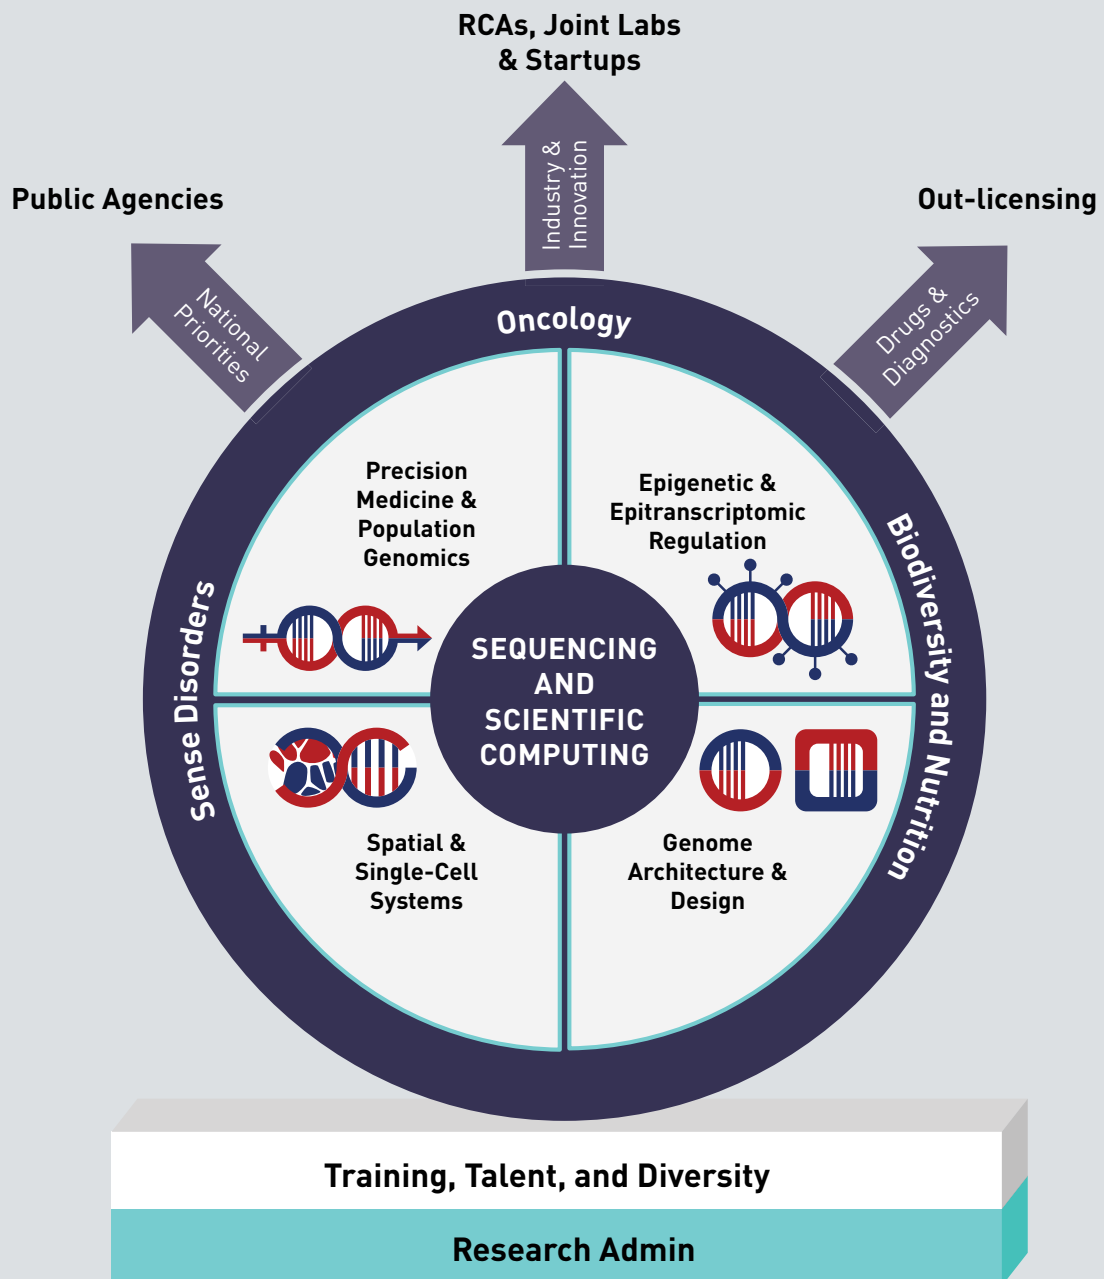 RCAs, Joint Labs
& Startups
Industry &
Innovation
Public Agencies
National
Priorities
Out-licensing
Drugs &
Diagnostics
Oncology
Sense Disorders
Biodiversity and Nutrition
Precision
Medicine &
Population
Genomics
Epigenetic &
Epitranscriptomic
Regulation
SEQUENCING
AND
SCIENTIFIC
COMPUTING
Spatial &
Single-Cell
Systems
Genome
Architecture &
Design
Training, Talent, and Diversity
Research Admin